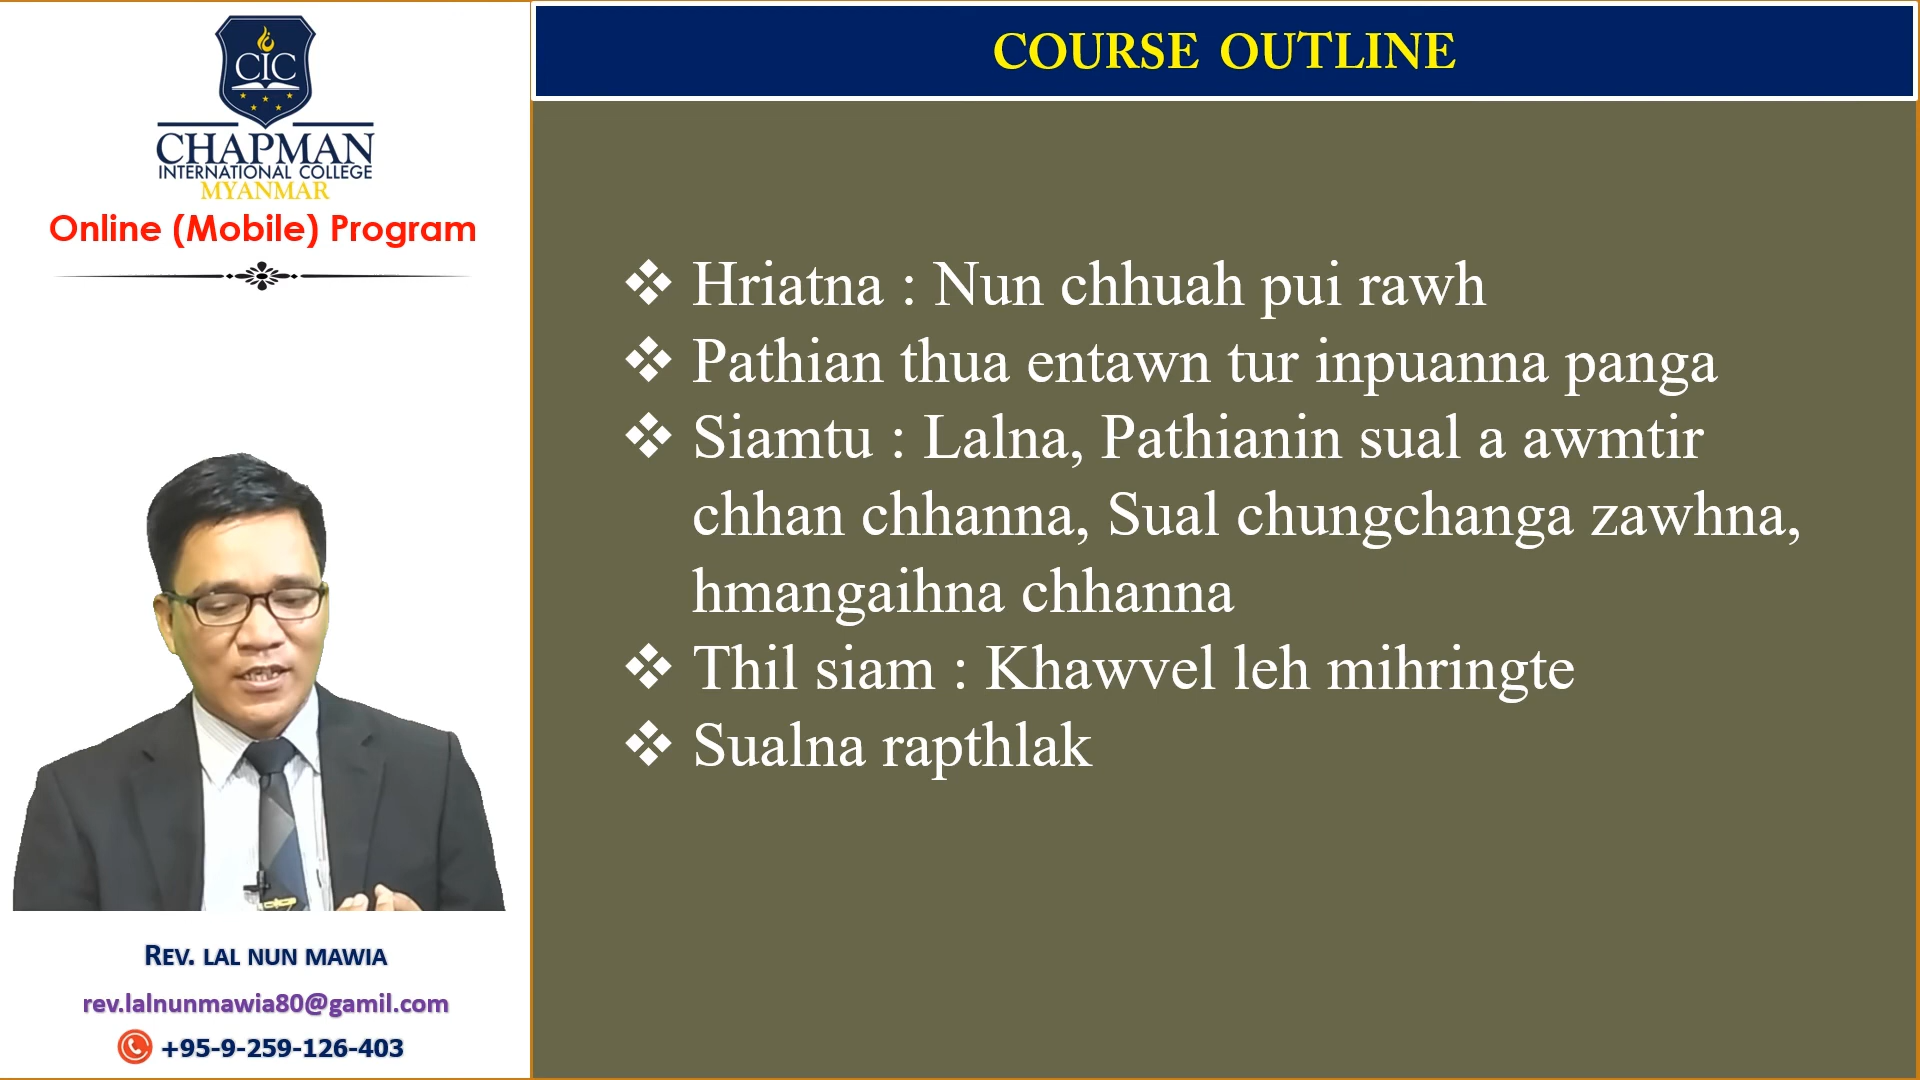 CIC
CHAPMAN
INTERNATIONAL COLLEGE
MYANMAR
Online (Mobile) Program
REV. LAL NUN MAWIA
rev.lalnunmawia80@gamil.com
+95-9-259-126-403
COURSE OUTLINE
❖ Hriatna : Nun chhuah pui rawh
❖ Pathian thua entawn tur inpuanna panga
❖ Siamtu : Lalna, Pathianin sual a awmtir
chhan chhanna, Sual chungchanga zawhna,
hmangaihna chhanna
❖ Thil siam : Khawvel leh mihringte
❖ Sualna rapthlak